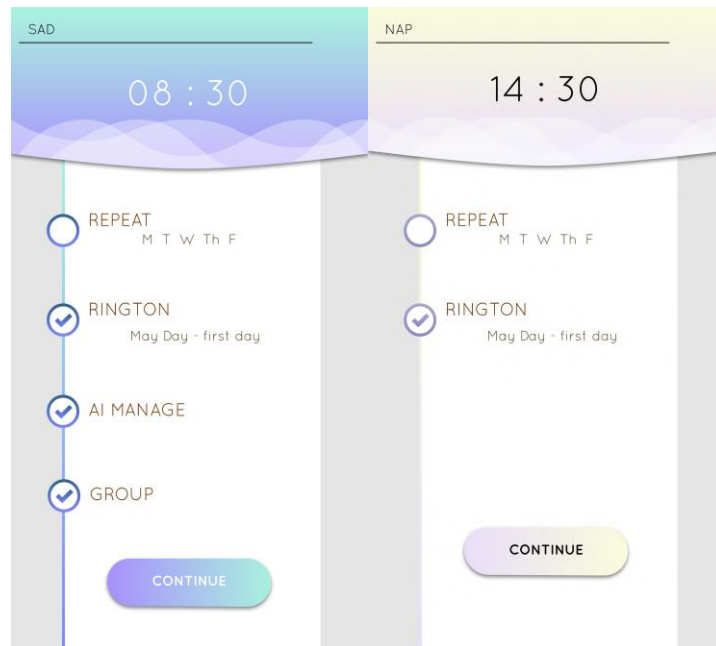 SAD
08 : 30
REPEAT
M T W Th F
RINGTON
May Day - first day
AI MANAGE
GROUP
CONTINUE
NAP
14 : 30
REPEAT
M T W Th F
RINGTON
May Day - first day
CONTINUE